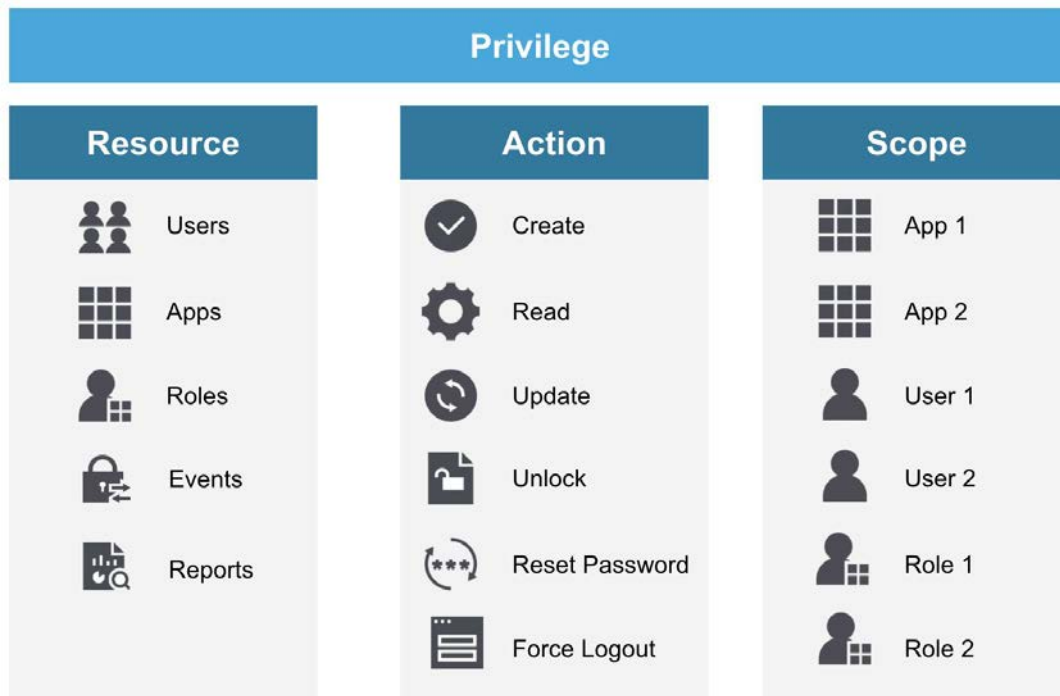 Privilege
Resource
Users
Apps
Roles
Events
Reports
Action
Create
Read
Update
Unlock
***
Reset Password
Force Logout
Scope
App 1
App 2
User 1
User 2
Role 1
Role 2